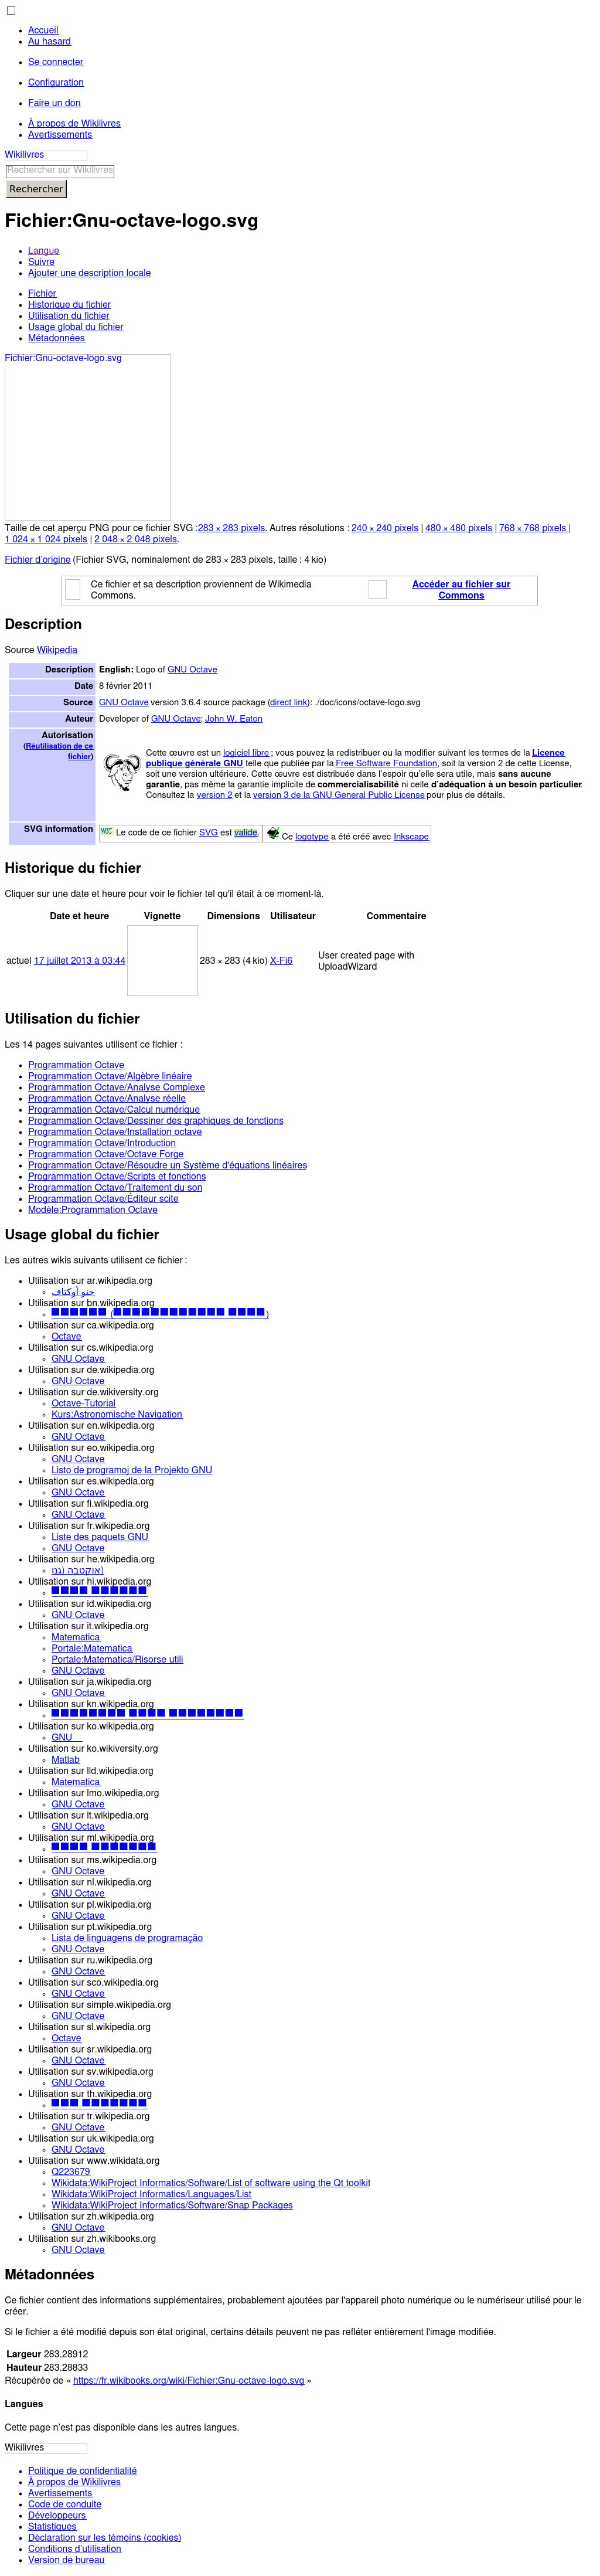 Accueil
Au hasard
Se connecter
Configuration
Faire un don
À propos de Wikilivres
Avertissements
Wikilivres
Rechercher sur Wikilivres
Rechercher
Fichier:Gnu-octave-logo.svg
Langue
Suivre
Ajouter une description locale
Fichier
Historique du fichier
Utilisation du fichier
Usage global du fichier
Métadonnées
Fichier:Gnu-octave-logo.svg
Taille de cet aperçu PNG pour ce fichier SVG :283 × 283 pixels. Autres résolutions : 240 × 240 pixels | 480 × 480 pixels | 768 × 768 pixels |
1 024 × 1 024 pixels | 2 048 × 2 048 pixels.
Fichier d'origine (Fichier SVG, nominalement de 283 × 283 pixels, taille : 4 kio)
Ce fichier et sa description proviennent de Wikimedia
Commons.
Accéder au fichier sur
Commons
Description
Source Wikipedia
Description English: Logo of GNU Octave
Date 8 février 2011
Source GNU Octave version 3.6.4 source package (direct link): ./doc/icons/octave-logo.svg
Auteur Developer of GNU Octave: John W. Eaton
Autorisation
(Réutilisation de ce
fichier)
Cette œuvre est un logiciel libre ; vous pouvez la redistribuer ou la modifier suivant les termes de la Licence
publique générale GNU telle que publiée par la Free Software Foundation, soit la version 2 de cette License,
soit une version ultérieure. Cette est est distribuée dans l'espoir qu'elle sera utile, mais sans aucune
garantie, pas même la garantie implicite de commercialisabilité ni celle d'adéquation à un besoin particulier.
Consultez la version 2 et la version 3 de la GNU General Public License pour plus de détails.
SVG information
W3C Le code de ce fichier SVG est valide.
Ce logotype a été créé avec Inkscape
Historique du fichier
Cliquer sur une date et heure pour voir le fichier tel qu'il était à ce moment-là.
Date et heure Vignette Dimensions Utilisateur Commentaire
actuel 17 juillet 2013 à 03:44 283 × 283 (4 kio) X-Fi6 User created page with
UploadWizard
Utilisation du fichier
Les 14 pages suivantes utilisent ce fichier :
Programmation Octave
Programmation Octave/Algèbre linéaire
Programmation Octave/Analyse Complexe
Programmation Octave/Analyse réelle
Programmation Octave/Calcul numérique
Programmation Octave/Dessiner des graphiques de fonctions
Programmation Octave/Installation octave
Programmation Octave/Introduction
Programmation Octave/Octave Forge
Programmation Octave/Résoudre un Système d'équations linéaires
Programmation Octave/Scripts et fonctions
Programmation Octave/Traitement du son
Programmation Octave/Éditeur scite
Modèle:Programmation Octave
Usage global du fichier
Les autres wikis suivants utilisent ce fichier :
Utilisation sur ar.wikipedia.org
جنو أوكتاف
Utilisation sur bn.wikipedia.org
Utilisation sur ca.wikipedia.org
Octave
Utilisation sur cs.wikipedia.org
GNU Octave
Utilisation sur de.wikipedia.org
GNU Octave
Utilisation sur de.wikiversity.org
Octave-Tutorial
Kurs:Astronomische Navigation
Utilisation sur en.wikipedia.org
GNU Octave
Utilisation sur eo.wikipedia.org
GNU Octave
Listo de programoj de la Projekto GNU
Utilisation sur es.wikipedia.org
GNU Octave
Utilisation sur fi.wikipedia.org
GNU Octave
Utilisation sur fr.wikipedia.org
Liste des paquets GNU
GNU Octave
Utilisation sur he.wikipedia.org
אוקטבה (גנו)
Utilisation sur hi.wikipedia.org
Utilisation sur id.wikipedia.org
GNU Octave
Utilisation sur it.wikipedia.org
Matematica
Portale:Matematica
Portale:Matematica/Risorse utili
GNU Octave
Utilisation sur ja.wikipedia.org
GNU Octave
Utilisation sur kn.wikipedia.org
Utilisation sur ko.wikipedia.org
GNU
Utilisation sur ko.wikiversity.org
Matlab
Utilisation sur lld.wikipedia.org
Matematica
Utilisation sur lmo.wikipedia.org
GNU Octave
Utilisation sur lt.wikipedia.org
GNU Octave
Utilisation sur ml.wikipedia.org
Utilisation sur ms.wikipedia.org
GNU Octave
Utilisation sur nl.wikipedia.org
GNU Octave
Utilisation sur pl.wikipedia.org
GNU Octave
Utilisation sur pt.wikipedia.org
Lista de linguagens de programação
GNU Octave
Utilisation sur ru.wikipedia.org
GNU Octave
Utilisation sur sco.wikipedia.org
GNU Octave
Utilisation sur simple.wikipedia.org
GNU Octave
Utilisation sur sl.wikipedia.org
Octave
Utilisation sur sr.wikipedia.org
GNU Octave
Utilisation sur sv.wikipedia.org
GNU Octave
Utilisation sur th.wikipedia.org
Utilisation sur tr.wikipedia.org
GNU Octave
Utilisation sur uk.wikipedia.org
GNU Octave
Utilisation sur www.wikidata.org
Q223679
Wikidata:WikiProject Informatics/Software/List of software using the Qt toolkit
Wikidata:WikiProject Informatics/Languages/List
Wikidata:WikiProject Informatics/Software/Snap Packages
Utilisation sur zh.wikipedia.org
GNU Octave
Utilisation sur zh.wikibooks.org
GNU Octave
Métadonnées
Ce fichier contient des informations supplémentaires, probablement ajoutées par l'appareil photo numérique ou le numériseur utilisé pour le
créer.
Si le fichier a été modifié depuis son état original, certains détails peuvent ne pas refléter entièrement l'image modifiée.
Largeur 283.28912
Hauteur 283.28833
Récupérée de « https://fr.wikibooks.org/wiki/Fichier:Gnu-octave-logo.svg »
Langues
Cette page n'est pas disponible dans les autres langues.
Wikilivres
Politique de confidentialité
À propos de Wikilivres
Avertissements
Code de conduite
Développeurs
Statistiques
Déclaration sur les témoins (cookies)
Conditions d'utilisation
Version de bureau